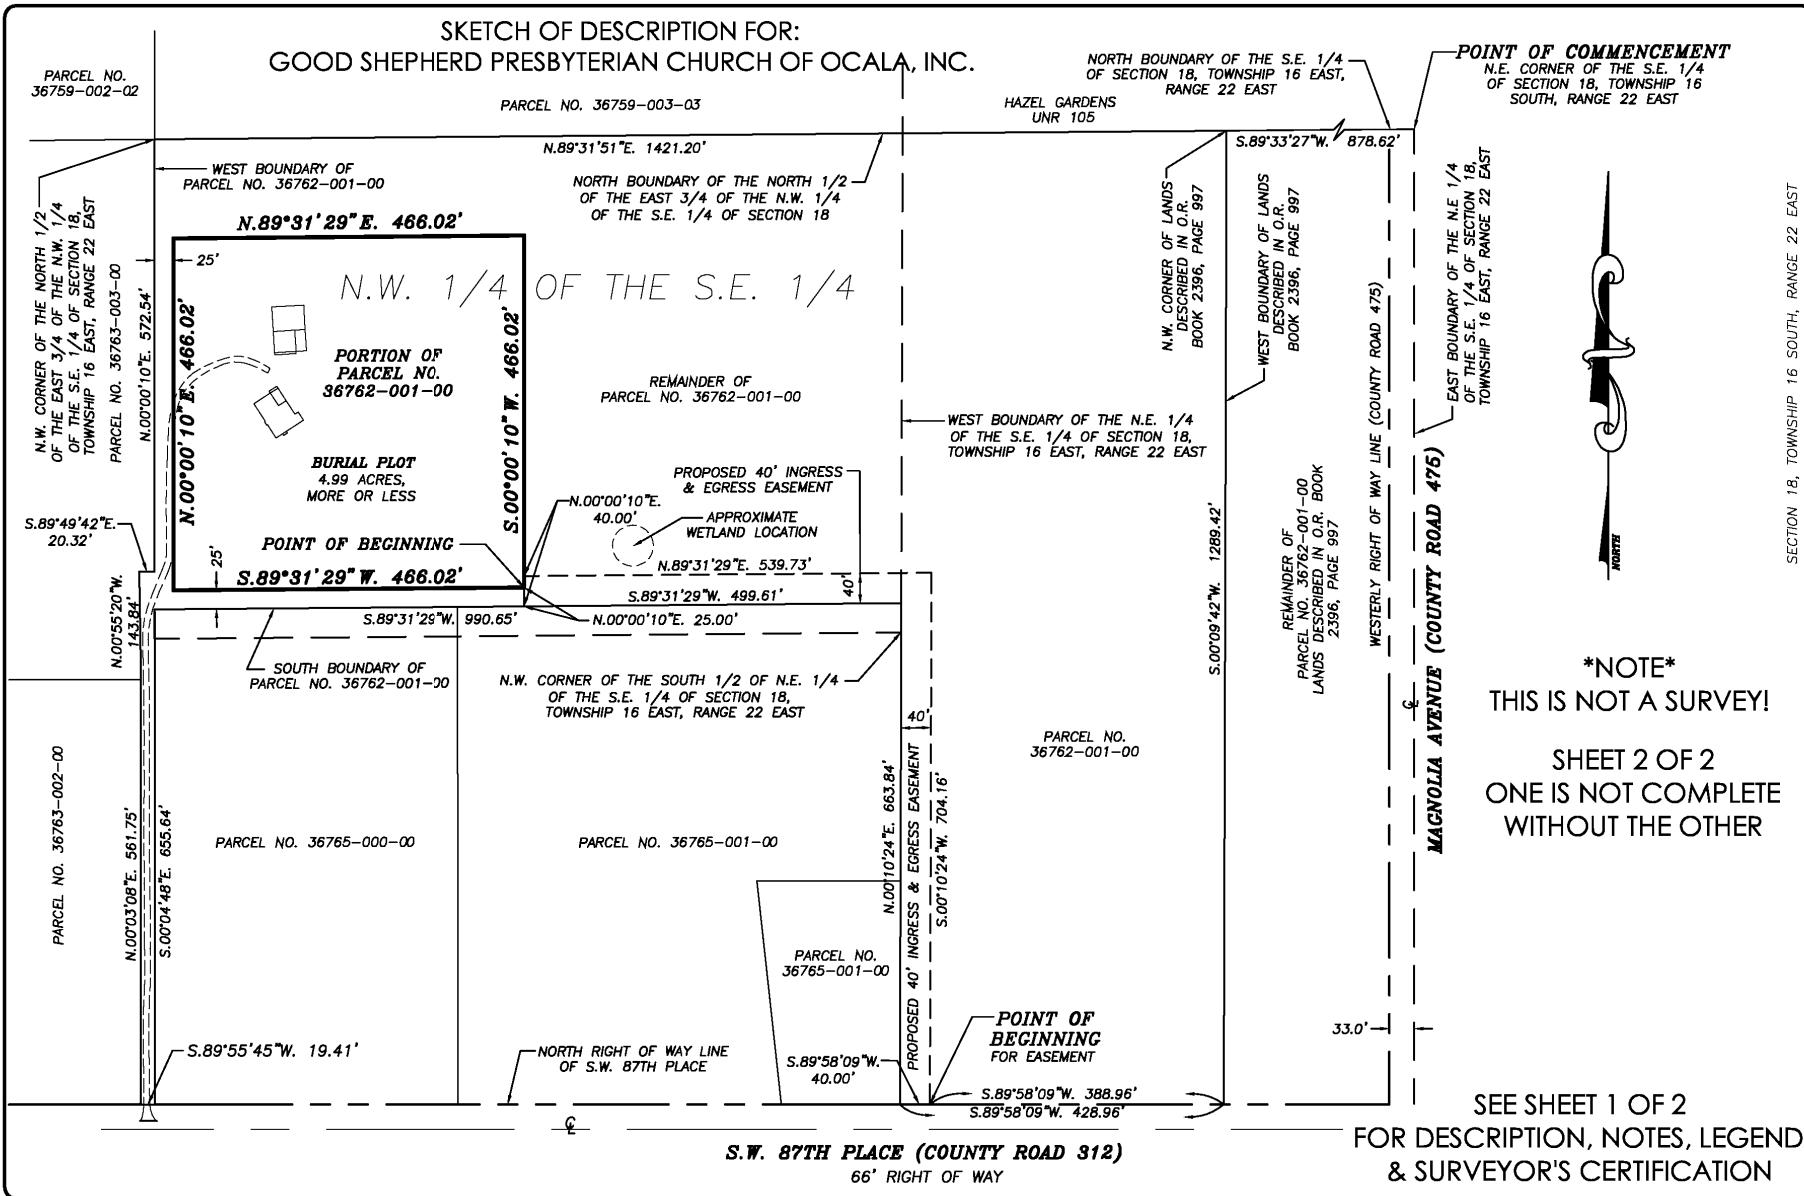 SKETCH OF DESCRIPTION FOR:
GOOD SHEPHERD PRESBYTERIAN CHURCH OF OCALA, INC.
PARCEL NO.
36759-002-02
PARCEL NO. 36759-003-03
HAZEL GARDENS
UNR 105
NORTH BOUNDARY OF THE S.E. 1/4
OF SECTION 18, TOWNSHIP 16 EAST,
RANGE 22 EAST
POINT OF COMMENCEMENT
N.E. CORNER OF THE S.E. 1/4
OF SECTION 18, TOWNSHIP 16
SOUTH, RANGE 22 EAST
N.89°31'51"E. 1421.20'
S.89°33'27"W. 878.62'
WEST BOUNDARY OF
PARCEL NO. 36762-001-00
NORTH BOUNDARY OF THE NORTH 1/2
OF THE EAST 3/4 OF THE N.W. 1/4
OF THE S.E. 1/4 OF SECTION 18
N.W. CORNER OF THE NORTH 1/2
OF THE EAST 3/4 OF THE N.W. 1/4
OF THE S.E. 1/4 OF SECTION 18,
TOWNSHIP 16 EAST, RANGE 22 EAST
PARCEL NO. 36763-003-00
N.00°00'10"E. 572.54'
N.89°31'29"E. 466.02'
25'
N.W. 1/4 OF THE S.E. 1/4
N.00°00'10"E. 466.02'
S.00°00'10"W. 466.02'
PORTION OF
PARCEL NO.
36762-001-00
BURIAL PLOT
4.99 ACRES,
MORE OR LESS
POINT OF BEGINNING
25'
S.89°31'29"W. 466.02'
REMAINDER OF
PARCEL NO. 36762-001-00
PROPOSED 40' INGRESS
& EGRESS EASEMENT
N.00°00'10"E.
40.00'
APPROXIMATE
WETLAND LOCATION
N.89°31'29"E. 539.73'
S.89°31'29"W. 499.61'
40'
S.89°31'29"W. 990.65'
N.00°00'10"E. 25.00'
S.89°49'42"E.
20.32'
N.00°55'20"W.
143.84'
SOUTH BOUNDARY OF
PARCEL NO. 36762-001-00
N.W. CORNER OF THE SOUTH 1/2 OF N.E. 1/4
OF THE S.E. 1/4 OF SECTION 18,
TOWNSHIP 16 EAST, RANGE 22 EAST
WEST BOUNDARY OF THE N.E. 1/4
OF THE S.E. 1/4 OF SECTION 18,
TOWNSHIP 16 EAST, RANGE 22 EAST
N.W. CORNER OF LANDS
DESCRIBED IN O.R.
BOOK 2396, PAGE 997
WEST BOUNDARY OF LANDS
DESCRIBED IN O.R.
BOOK 2396, PAGE 997
S.00°09'42"W. 1289.42'
REMAINDER OF
PARCEL NO. 36762-001-00
LANDS DESCRIBED IN O.R. BOOK
2396, PAGE 997
WESTERLY RIGHT OF WAY LINE (COUNTY ROAD 475)
EAST BOUNDARY OF THE N.E 1/4
OF THE S.E. 1/4 OF SECTION 18,
TOWNSHIP 16 EAST, RANGE 22 EAST
MAGNOLIA AVENUE (COUNTY ROAD 475)
NORTH
SECTION 18, TOWNSHIP 16 SOUTH, RANGE 22 EAST
*NOTE*
THIS IS NOT A SURVEY!
SHEET 2 OF 2
ONE IS NOT COMPLETE
WITHOUT THE OTHER
PARCEL NO. 36763-002-00
N.00°03'08"E. 561.75'
S.00°04'48"E. 655.64'
PARCEL NO. 36765-000-00
PARCEL NO. 36765-001-00
PARCEL NO.
36765-001-00
40'
N.00°10'24"E. 663.84'
PROPOSED 40' INGRESS & EGRESS EASEMENT
S.00°10'24"W. 704.16'
PARCEL NO.
36762-001-00
33.0'
S.89°55'45"W. 19.41'
NORTH RIGHT OF WAY LINE
OF S.W. 87TH PLACE
S.89°58'09"W.
40.00'
POINT OF
BEGINNING
FOR EASEMENT
S.89°58'09"W. 388.96'
S.89°58'09"W. 428.96'
S.W. 87TH PLACE (COUNTY ROAD 312)
66' RIGHT OF WAY
SEE SHEET 1 OF 2
FOR DESCRIPTION, NOTES, LEGEND
& SURVEYOR'S CERTIFICATION